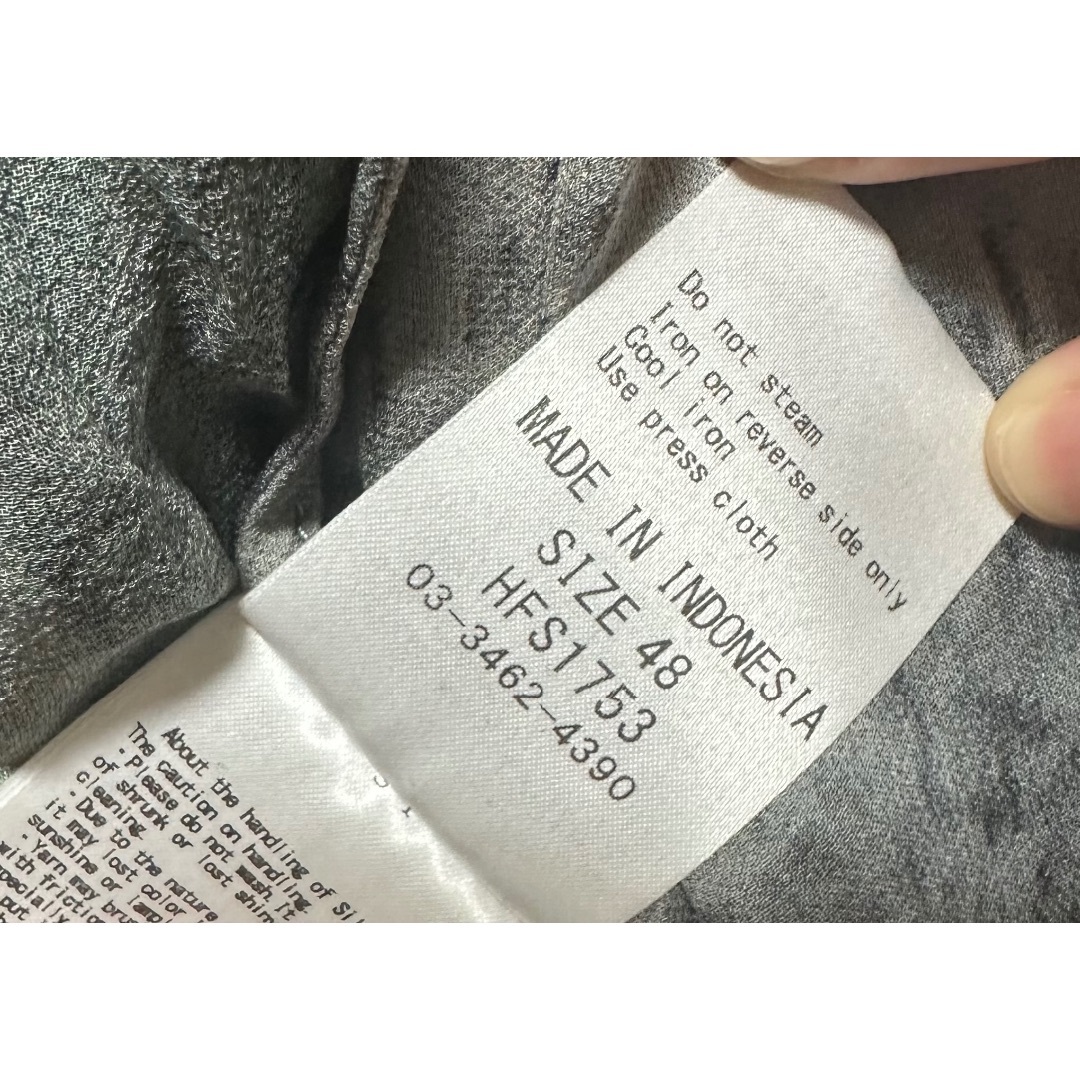 Do not steam
Iron on reverse side only
Cool iron
Use press cloth
MADE IN INDONESIA
SIZE 48
HFS1753
03-3462-4390
About the handling of
The caution on handling.
・Please do not wash it
of shrunk or lost
cleaning.
・Due to the nature
it may lost color
sunshine or
・Yarn may
put